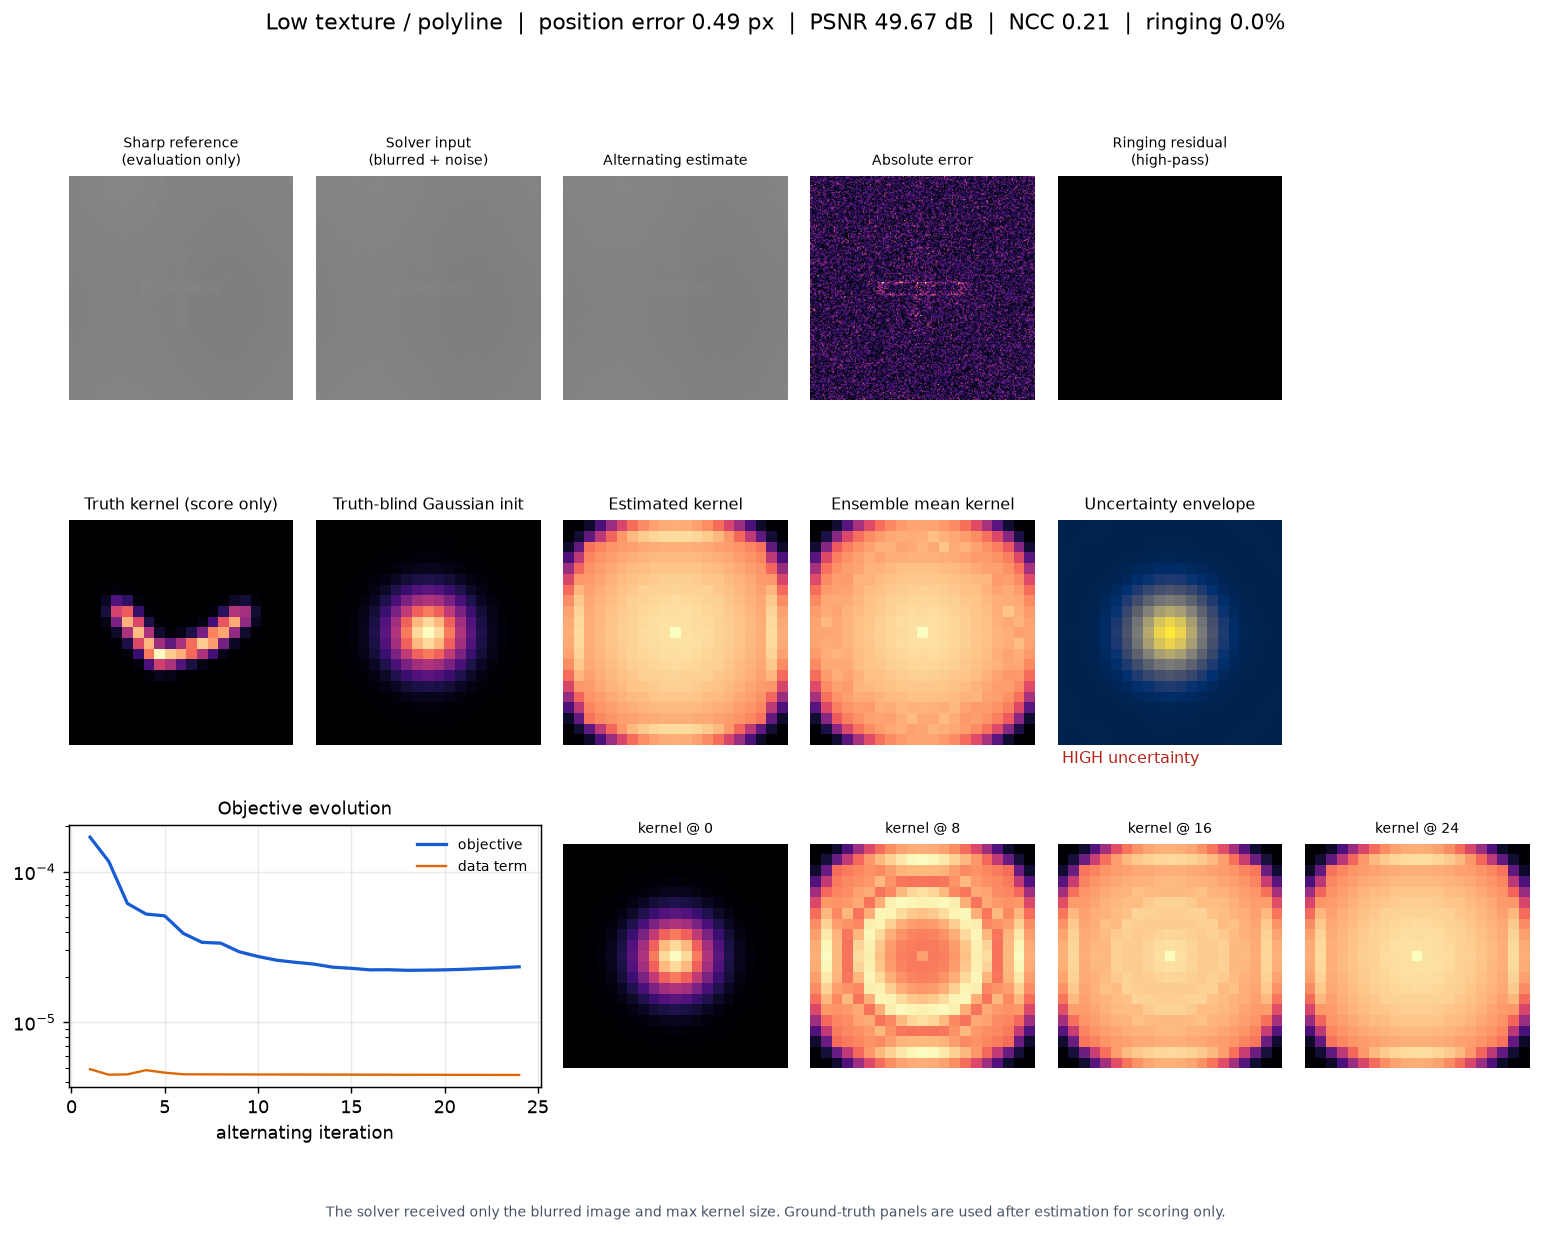 Low texture / polyline | position error 0.49 px | PSNR 49.67 dB | NCC 0.21 | ringing 0.0%
Sharp reference
(evaluation only)
Solver input
(blurred + noise)
Alternating estimate
Absolute error
Ringing residual
(high-pass)
Truth kernel (score only)
Truth-blind Gaussian init
Estimated kernel
Ensemble mean kernel
Uncertainty envelope
HIGH uncertainty
Objective evolution
objective
data term
10⁻⁴
10⁻⁵
0 5 10 15 20 25
alternating iteration
kernel @ 0
kernel @ 8
kernel @ 16
kernel @ 24
The solver received only the blurred image and max kernel size. Ground-truth panels are used after estimation for scoring only.